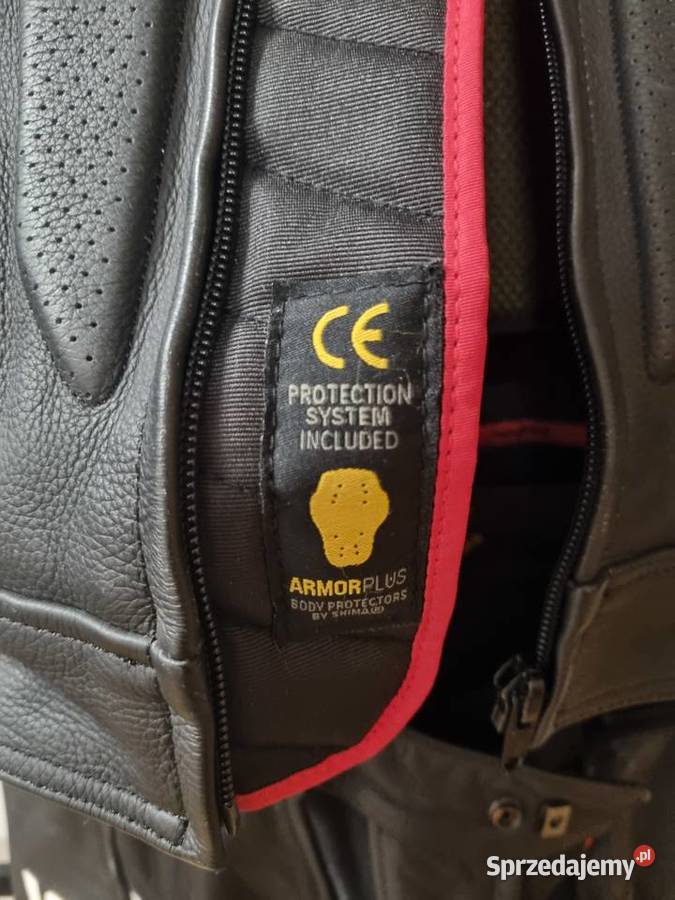 CE
PROTECTION
SYSTEM
INCLUDED
ARMORPLUS
BODY PROTECTORS
BY SHIMA®
Sprzedajemy.pl